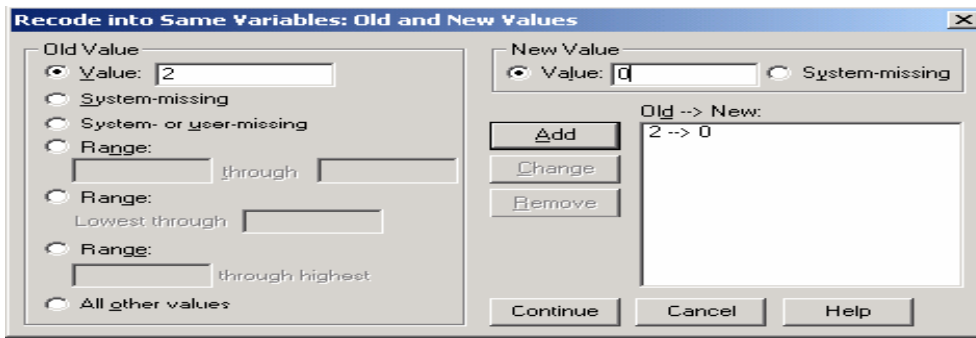 Recode into Same Variables: Old and New Values
Old Value
Value: 2
System-missing
System- or user-missing
Range:
through
Range:
Lowest through
Range:
through highest
All other values
New Value
Value: 0
System-missing
Old --> New:
Add
2 --> 0
Change
Remove
Continue
Cancel
Help